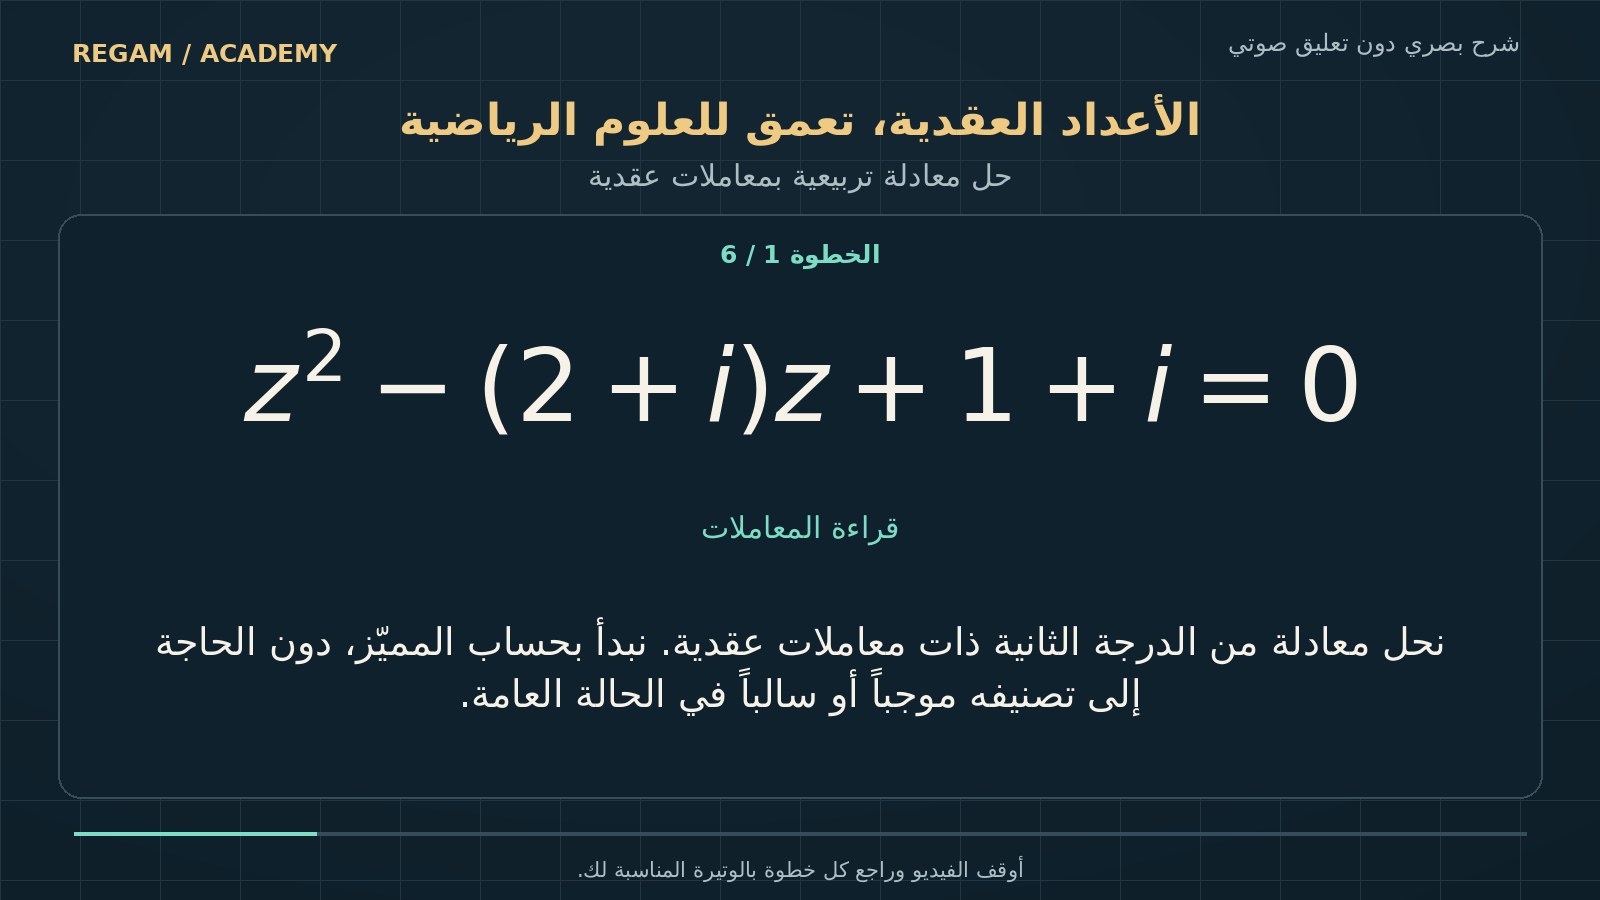 REGAM / ACADEMY
شرح بصري دون تعليق صوتي
الأعداد العقدية، تعمق للعلوم الرياضية
حل معادلة تربيعية بمعاملات عقدية
الخطوة 1 / 6
z² − (2 + i)z + 1 + i = 0
قراءة المعاملات
نحل معادلة من الدرجة الثانية ذات معاملات عقدية. نبدأ بحساب المميّز، دون الحاجة
إلى تصنيفه موجباً أو سالباً في الحالة العامة.
أوقف الفيديو وراجع كل خطوة بالوتيرة المناسبة لك.